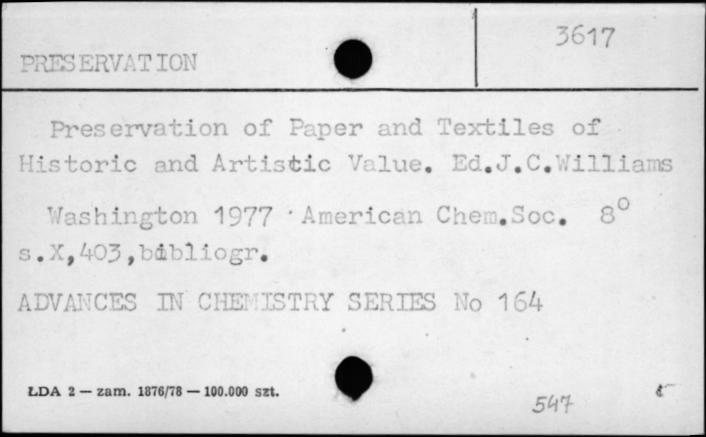 3617
PRESERVATION
Preservation of Paper and Textiles of
Historic and Artistic Value. Ed.J.C.Williams
Washington 1977 · American Chem.Soc. 8°
s.X,403,bibliogr.
ADVANCES IN CHEMISTRY SERIES No 164
ŁDA 2 — zam. 1876/78 — 100.000 szt.
547